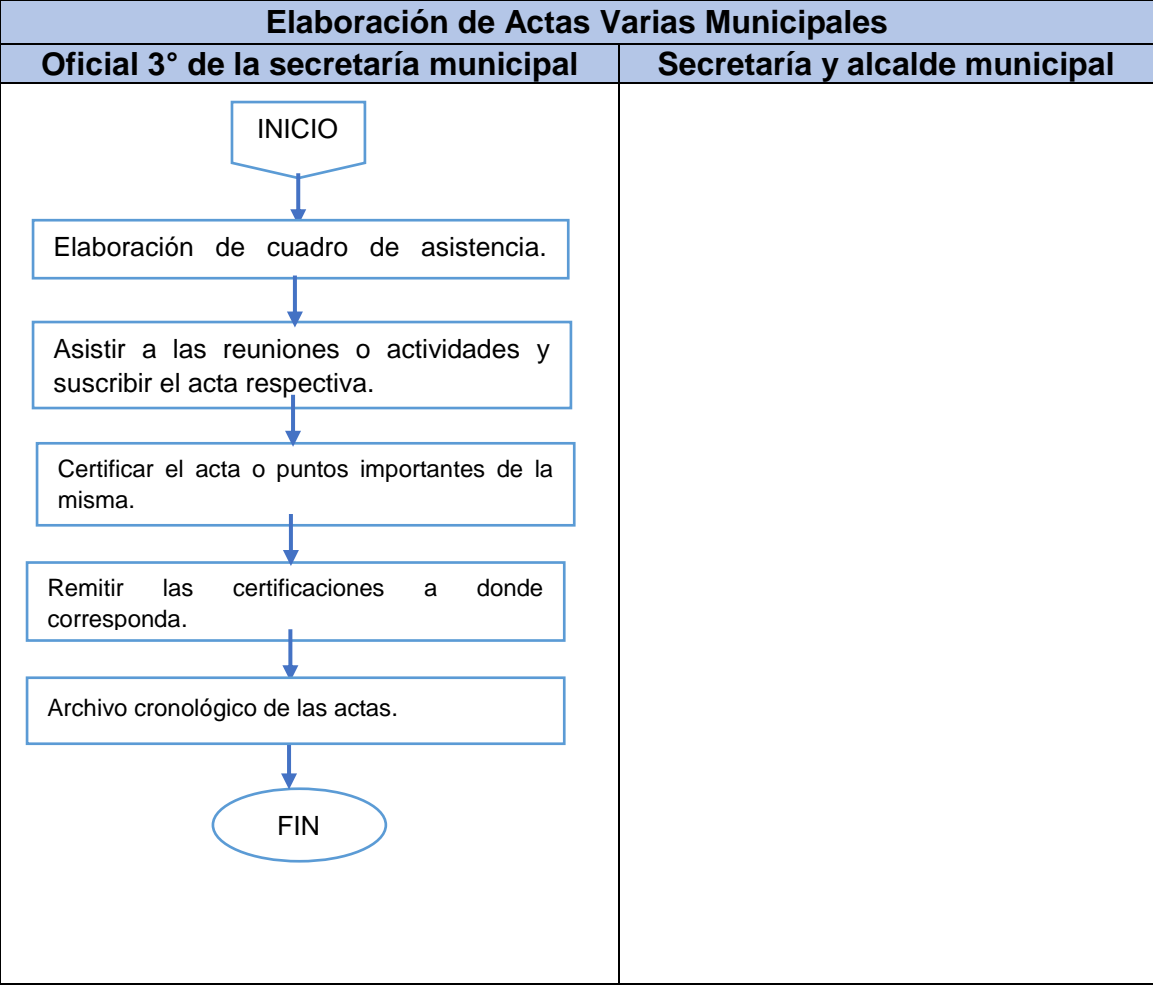 Elaboración de Actas Varias Municipales
Oficial 3° de la secretaría municipal
Secretaría y alcalde municipal
INICIO
Elaboración de cuadro de asistencia.
Asistir a las reuniones o actividades y
suscribir el acta respectiva.
Certificar el acta o puntos importantes de la
misma.
Remitir las certificaciones a donde
corresponda.
Archivo cronológico de las actas.
FIN